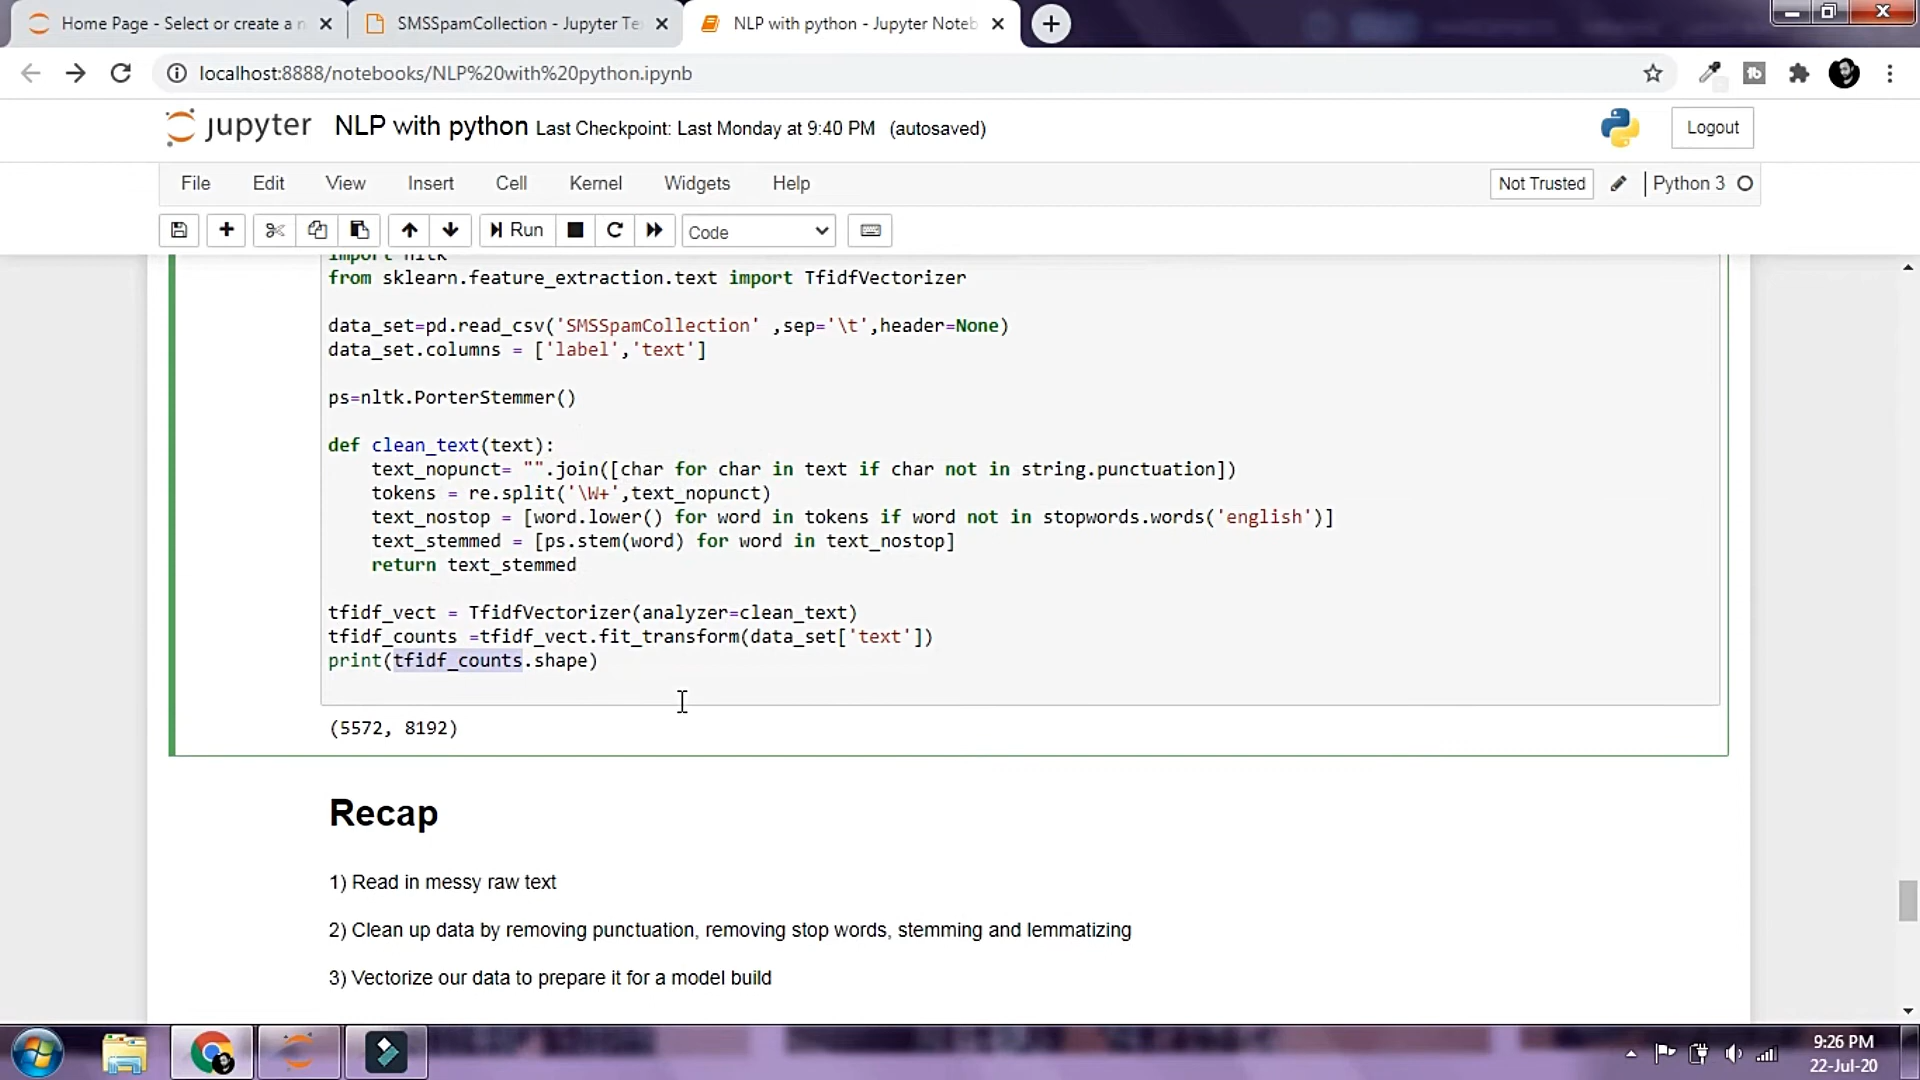 Home Page - Select or create a n
SMSSpamCollection - Jupyter Te
NLP with python - Jupyter Noteb
localhost:8888/notebooks/NLP%20with%20python.ipynb
tb
jupyter NLP with python Last Checkpoint: Last Monday at 9:40 PM (autosaved)
Logout
File Edit View Insert Cell Kernel Widgets Help
Not Trusted
Python 3
Run
Code
import nltk
from sklearn.feature_extraction.text import TfidfVectorizer
data_set=pd.read_csv('SMSSpamCollection' ,sep='\t',header=None)
data_set.columns = ['label','text']
ps=nltk.PorterStemmer()
def clean_text(text):
text_nopunct= "".join([char for char in text if char not in string.punctuation])
tokens = re.split('\W+',text_nopunct)
text_nostop = [word.lower() for word in tokens if word not in stopwords.words('english')]
text_stemmed = [ps.stem(word) for word in text_nostop]
return text_stemmed
tfidf_vect = TfidfVectorizer(analyzer=clean_text)
tfidf_counts =tfidf_vect.fit_transform(data_set['text'])
print(tfidf_counts.shape)
(5572, 8192)
Recap
1) Read in messy raw text
2) Clean up data by removing punctuation, removing stop words, stemming and lemmatizing
3) Vectorize our data to prepare it for a model build
9:26 PM
22-Jul-20